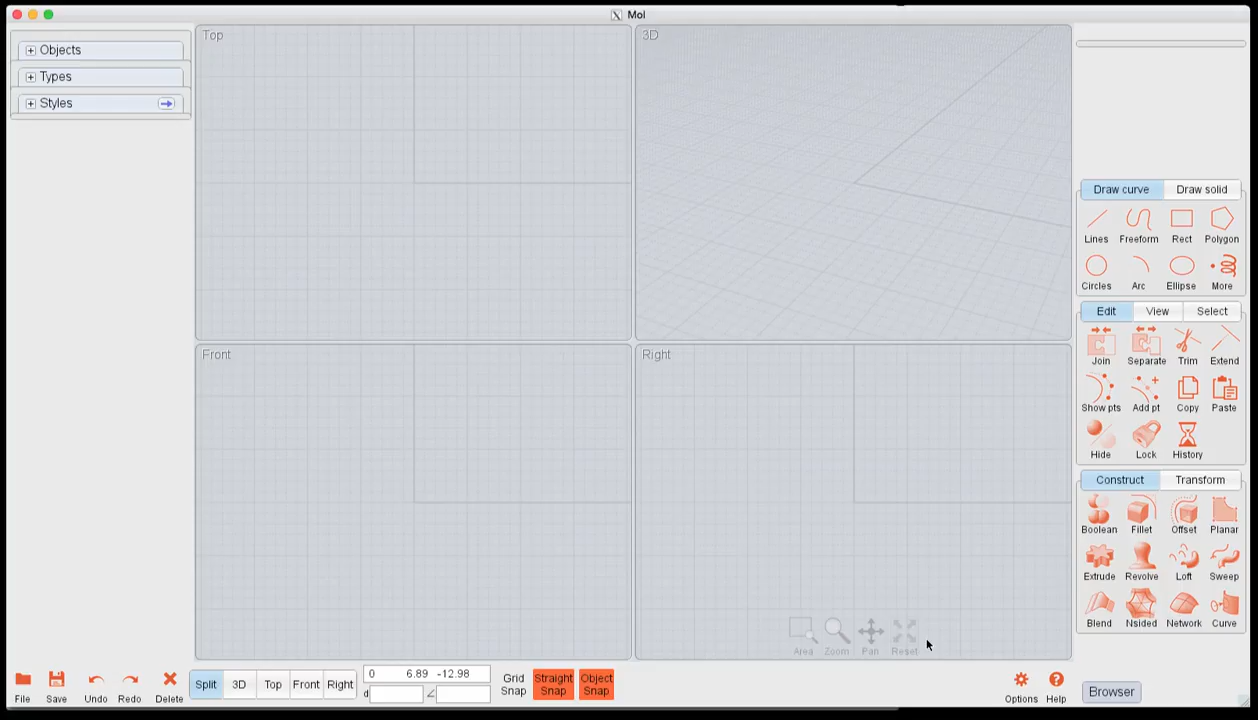 MoI
Objects
Types
Styles
Top
3D
Front
Right
Area Zoom Pan Reset
Draw curve Draw solid
Lines Freeform Rect Polygon
Circles Arc Ellipse More
Edit View Select
Join Separate Trim Extend
Show pts Add pt Copy Paste
Hide Lock History
Construct Transform
Boolean Fillet Offset Planar
Extrude Revolve Loft Sweep
Blend Nsided Network Curve
File Save Undo Redo Delete
Split 3D Top Front Right
0 6.89 -12.98
d
Grid Snap
Straight Snap
Object Snap
Options Help
Browser